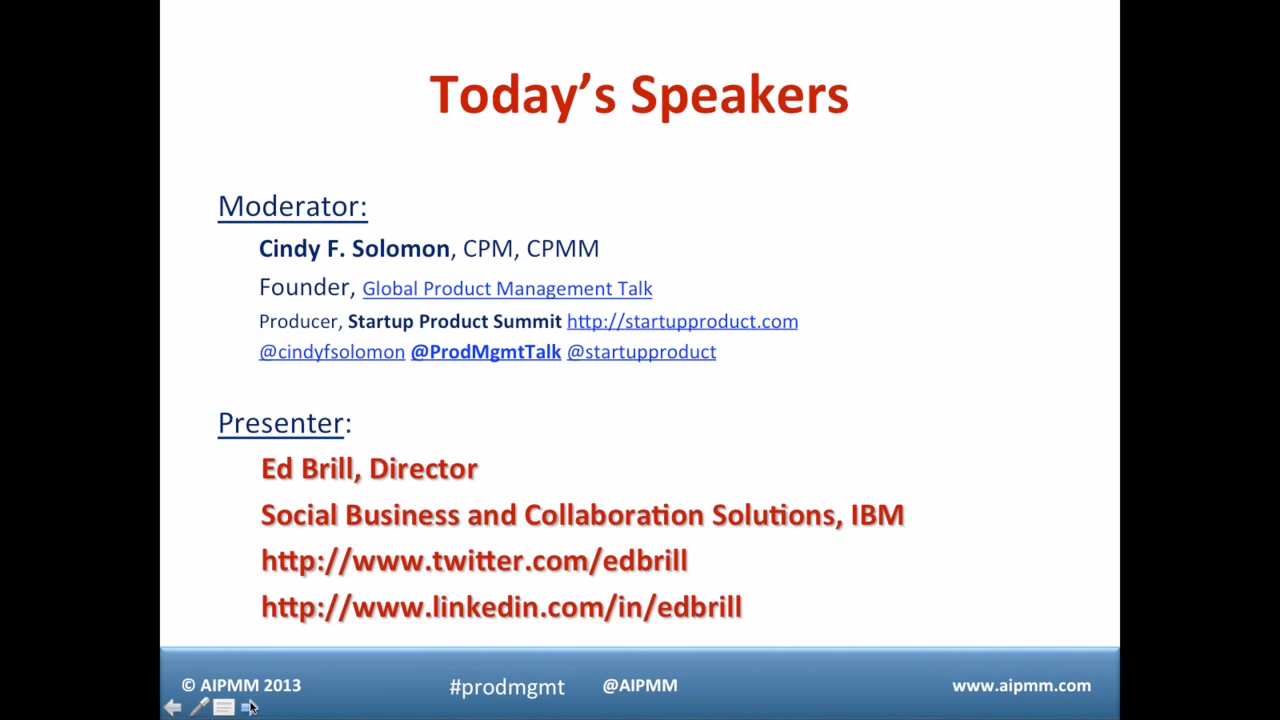 Today’s Speakers
Moderator:
Cindy F. Solomon, CPM, CPMM
Founder, Global Product Management Talk
Producer, Startup Product Summit http://startupproduct.com
@cindyfsolomon @ProdMgmtTalk @startupproduct
Presenter:
Ed Brill, Director
Social Business and Collaboration Solutions, IBM
http://www.twitter.com/edbrill
http://www.linkedin.com/in/edbrill
© AIPMM 2013 #prodmgmt @AIPMM www.aipmm.com